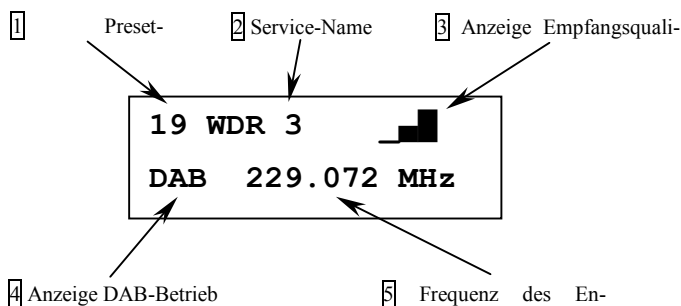 1 Preset- 2 Service-Name 3 Anzeige Empfangsquali-
19 WDR 3
DAB 229.072 MHz
4 Anzeige DAB-Betrieb 5 Frequenz des En-